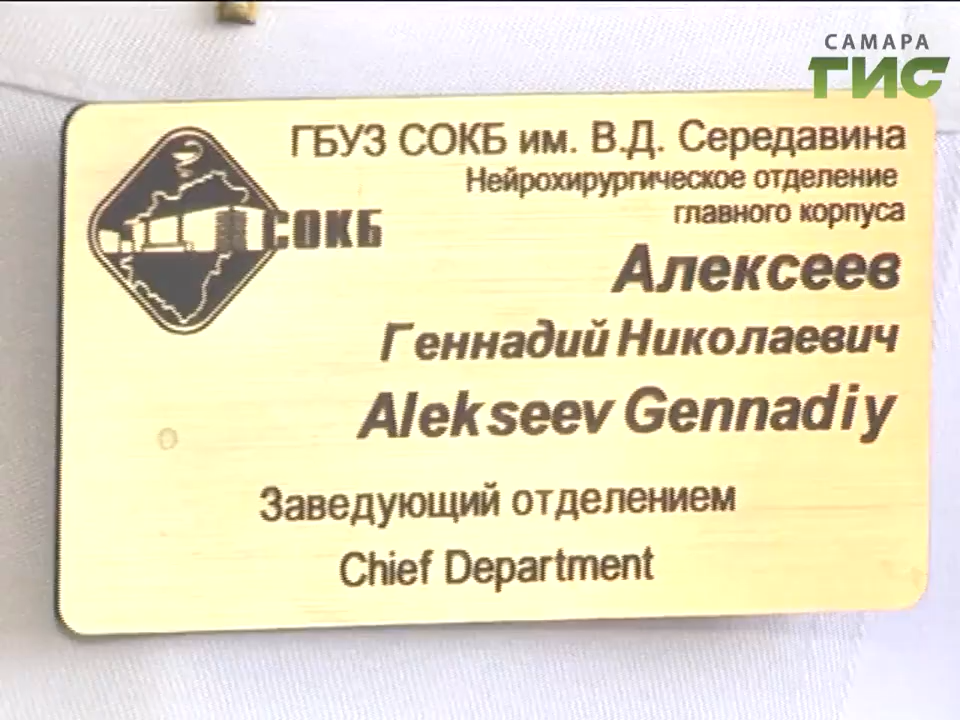 САМАРА
ГИС
ГБУЗ СОКБ им. В.Д. Середавина
Нейрохирургическое отделение
главного корпуса
СОКБ
Алексеев
Геннадий Николаевич
Alekseev Gennadiy
Заведующий отделением
Chief Department